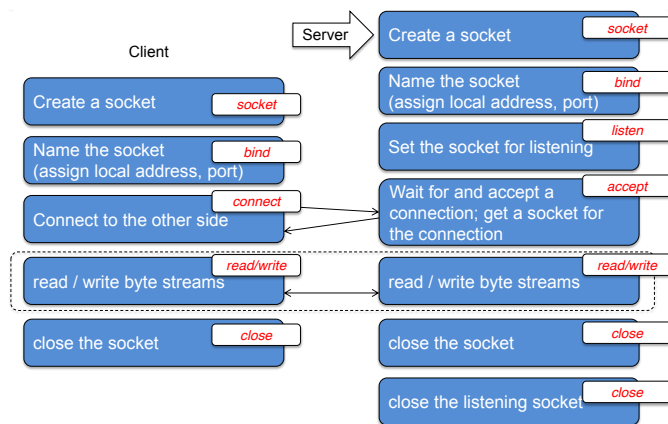 Client
Create a socket
socket
Name the socket
(assign local address, port)
bind
Connect to the other side
connect
read / write byte streams
read/write
close the socket
close
Server
Create a socket
socket
Name the socket
(assign local address, port)
bind
Set the socket for listening
listen
Wait for and accept a
connection; get a socket for
the connection
accept
read / write byte streams
read/write
close the socket
close
close the listening socket
close